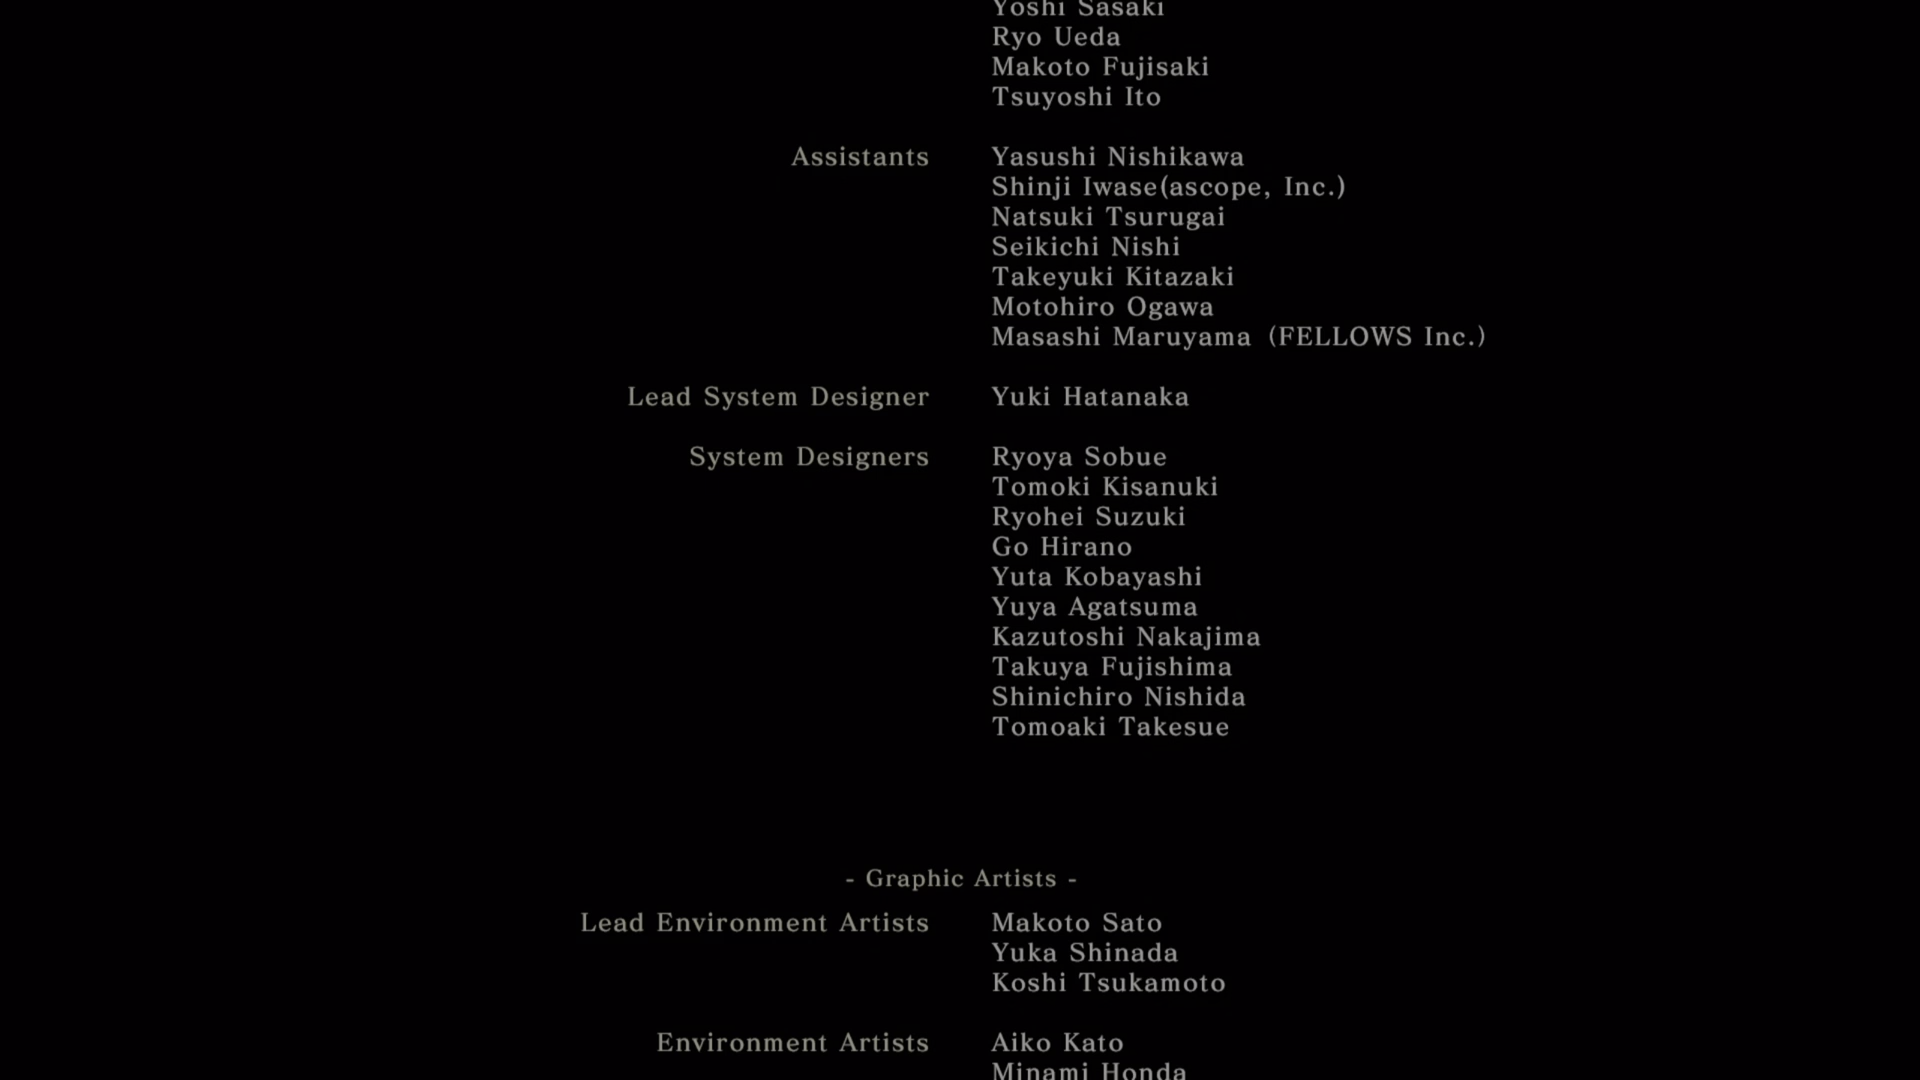 Yoshi Sasaki
Ryo Ueda
Makoto Fujisaki
Tsuyoshi Ito
Assistants Yasushi Nishikawa
Shinji Iwase(ascope, Inc.)
Natsuki Tsurugai
Seikichi Nishi
Takeyuki Kitazaki
Motohiro Ogawa
Masashi Maruyama (FELLOWS Inc.)
Lead System Designer Yuki Hatanaka
System Designers Ryoya Sobue
Tomoki Kisanuki
Ryohei Suzuki
Go Hirano
Yuta Kobayashi
Yuya Agatsuma
Kazutoshi Nakajima
Takuya Fujishima
Shinichiro Nishida
Tomoaki Takesue
- Graphic Artists -
Lead Environment Artists Makoto Sato
Yuka Shinada
Koshi Tsukamoto
Environment Artists Aiko Kato
Minami Honda